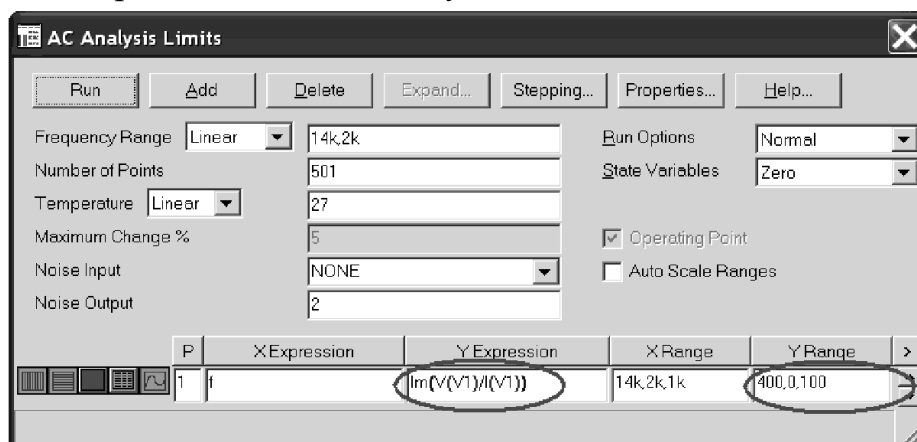 AC Analysis Limits
Run Add Delete Expand... Stepping... Properties... Help...
Frequency Range Linear 14k,2k Run Options Normal
Number of Points 501 State Variables Zero
Temperature Linear 27
Maximum Change % 5 Operating Point
Noise Input NONE Auto Scale Ranges
Noise Output 2
P X Expression Y Expression X Range Y Range >
1 f Im(V(V1)/I(V1)) 14k,2k,1k 400,0,100